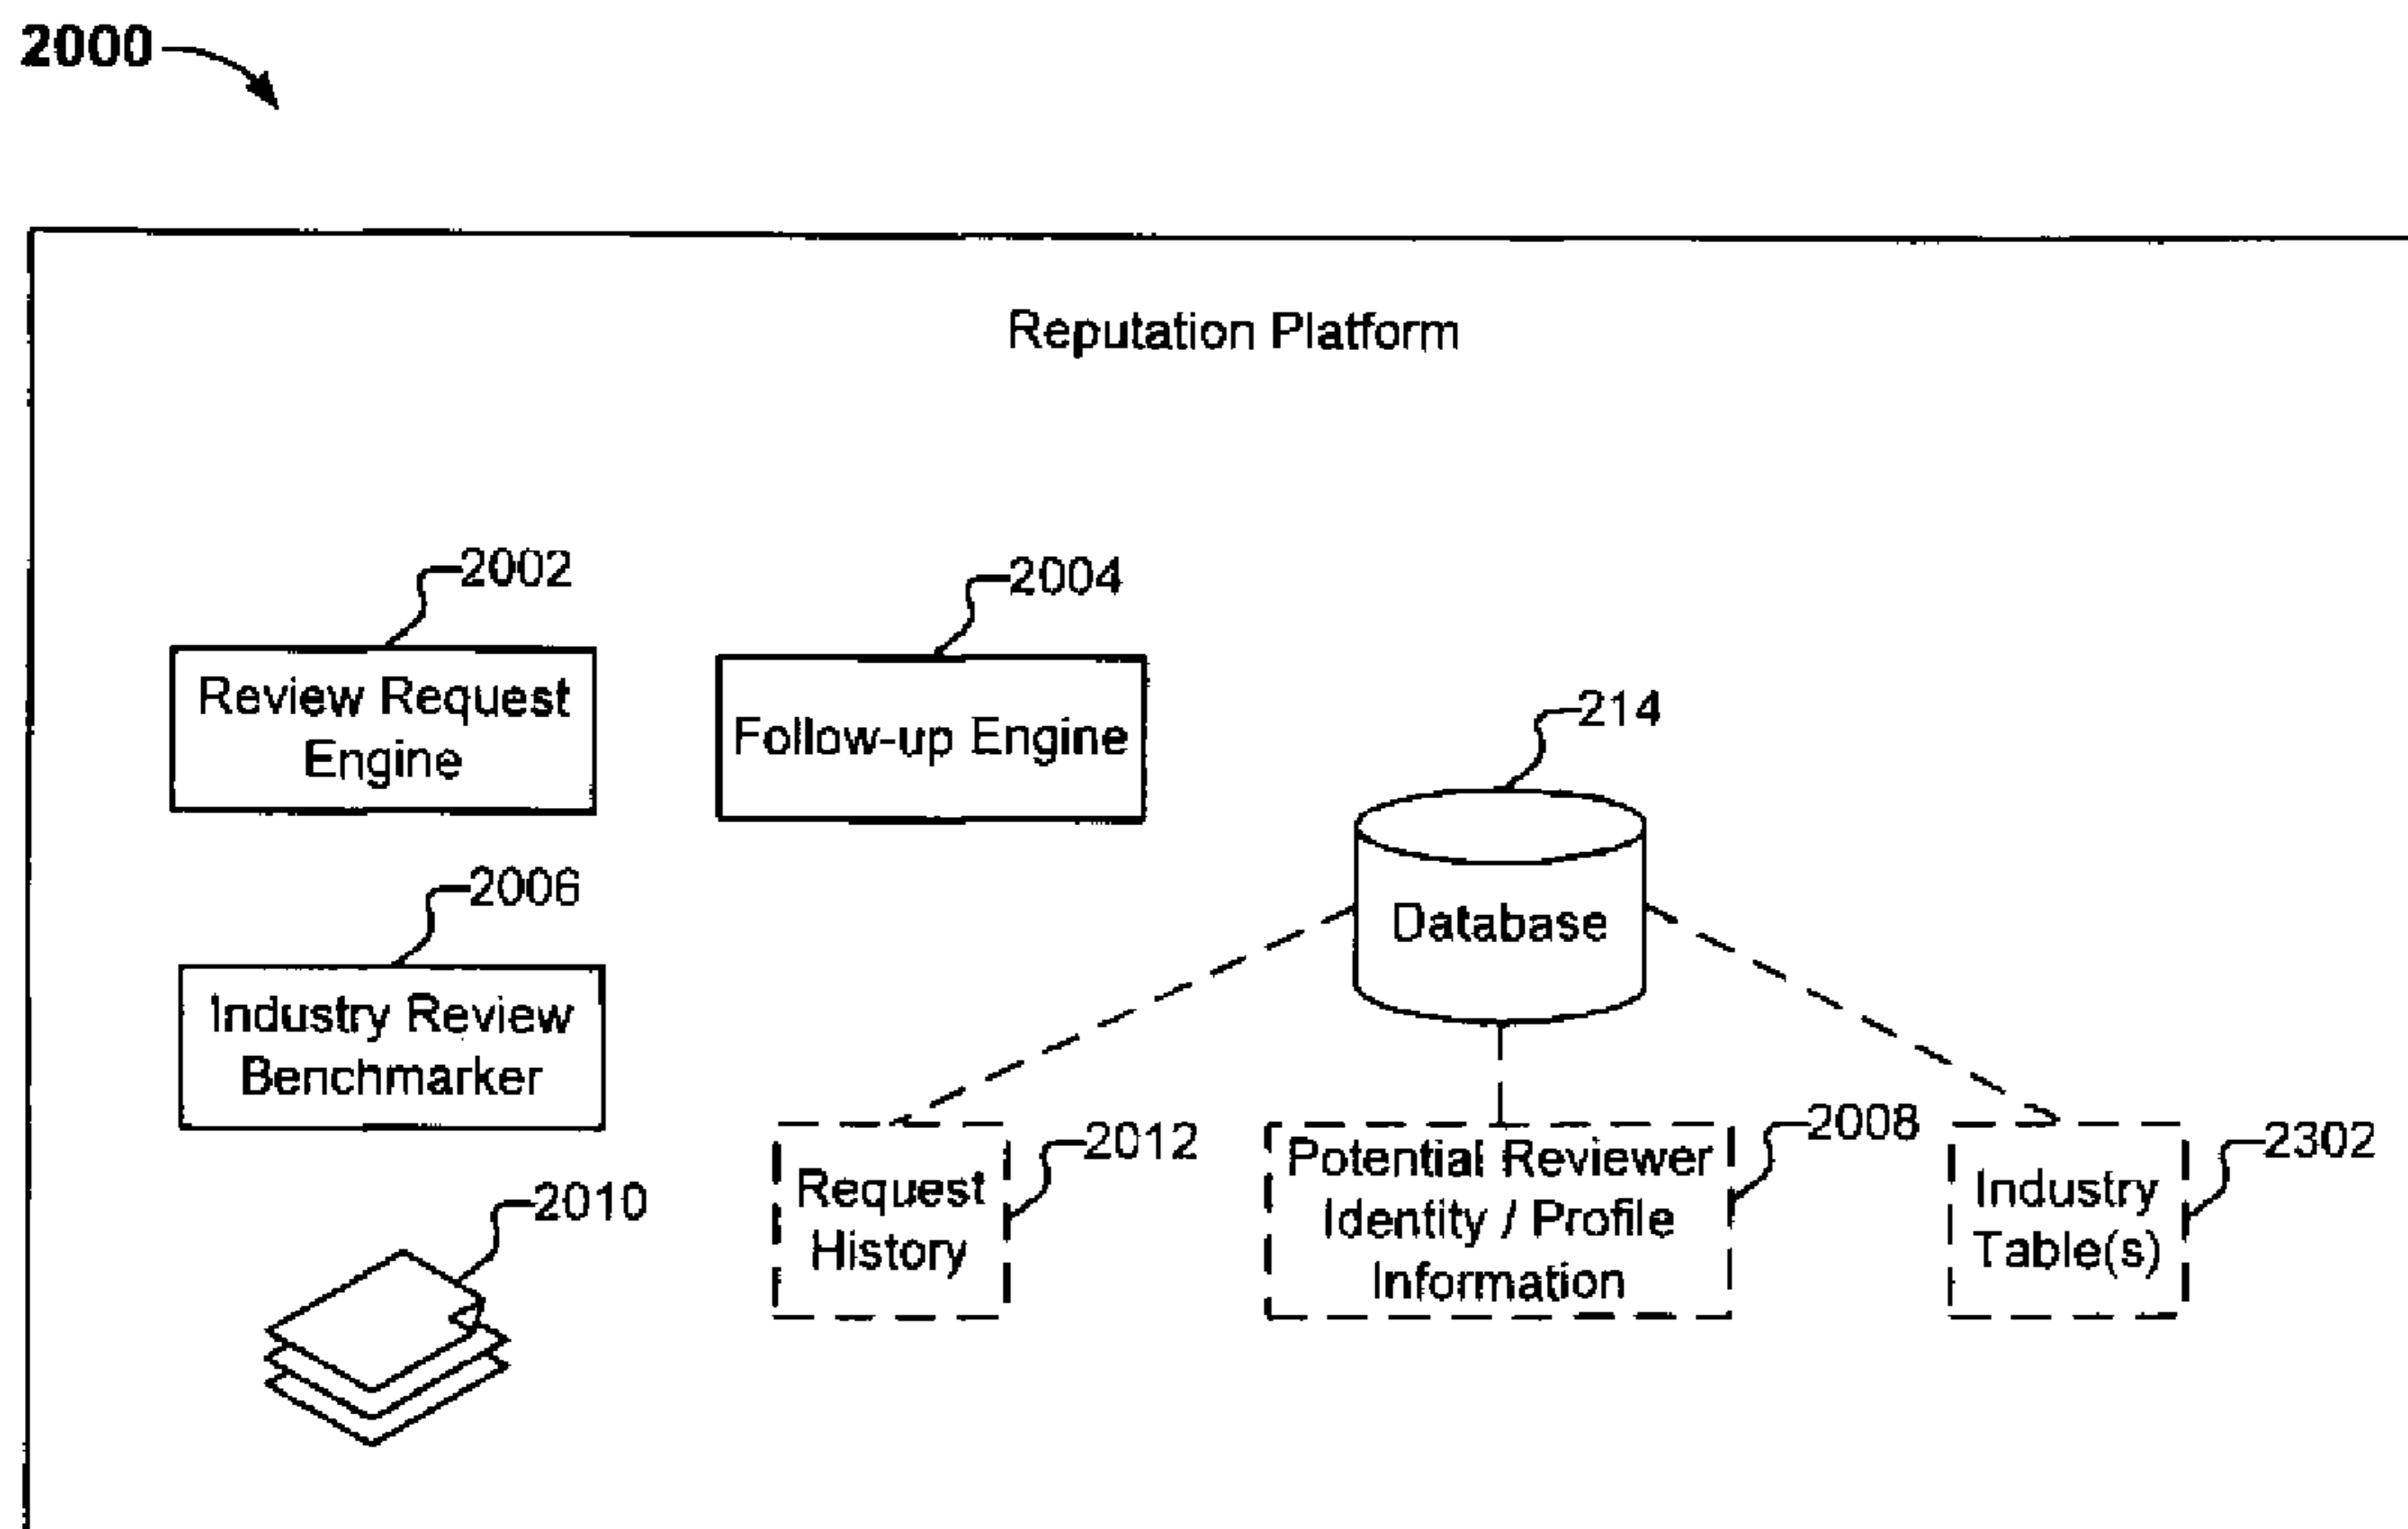 2000
Reputation Platform
2002
Review Request
Engine
2004
Follow-up Engine
214
Database
2006
Industry Review
Benchmarker
2010
2012
Request
History
2008
Potential Reviewer
Identity / Profile
Information
2302
Industry
Table(s)